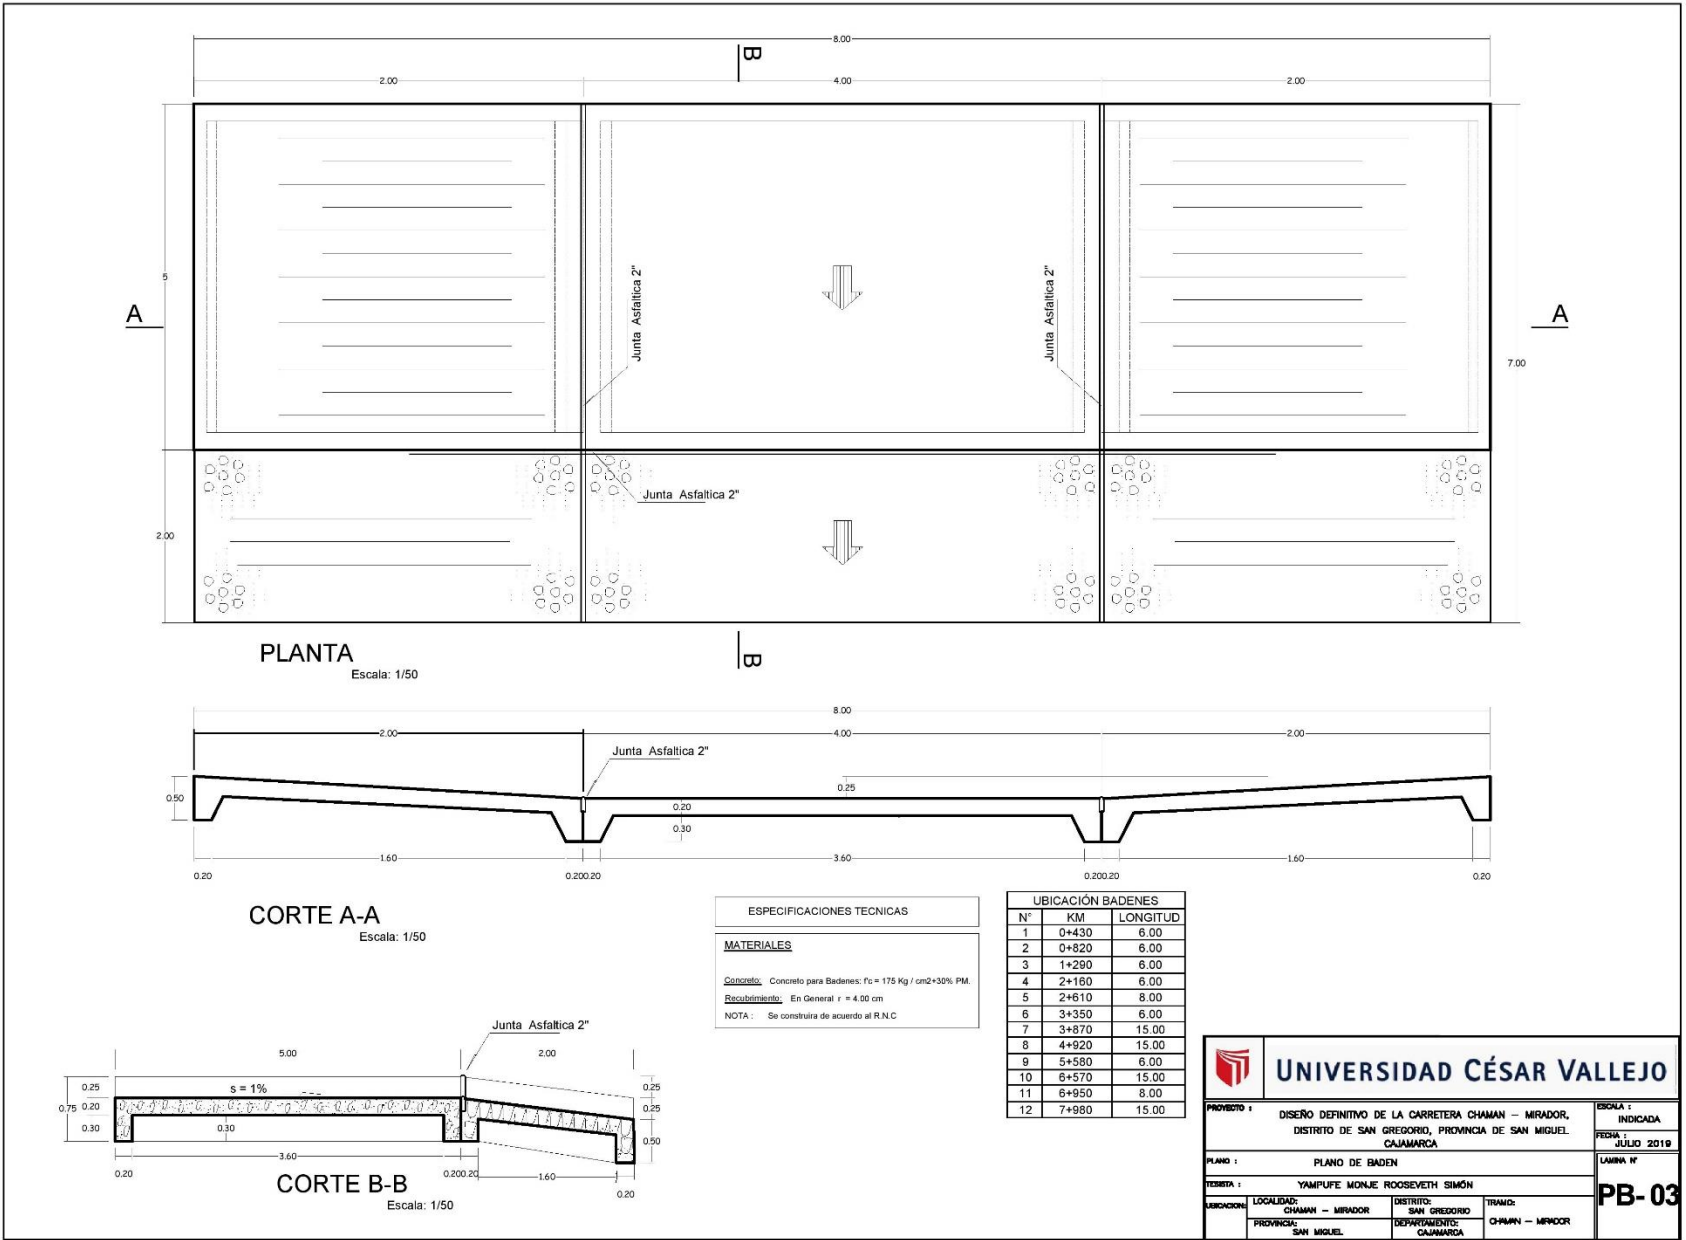 8.00
B
2.00
4.00
2.00
5
Junta Asfaltica 2"
Junta Asfaltica 2"
A
A
7.00
Junta Asfaltica 2"
2.00
PLANTA
Escala: 1/50
B
8.00
2.00
4.00
2.00
Junta Asfaltica 2"
0.50
0.25
0.20
0.30
1.60
3.60
1.60
0.20
0.200.20
0.200.20
0.20
CORTE A-A
Escala: 1/50
ESPECIFICACIONES TECNICAS
MATERIALES
Concreto: Concreto para Badenes: f'c = 175 Kg / cm2+30% PM.
Recubrimiento: En General r = 4.00 cm
NOTA : Se construira de acuerdo al R.N.C
UBICACIÓN BADENES
N° KM LONGITUD
1 0+430 6.00
2 0+820 6.00
3 1+290 6.00
4 2+160 6.00
5 2+610 8.00
6 3+350 6.00
7 3+870 15.00
8 4+920 15.00
9 5+580 6.00
10 6+570 15.00
11 6+950 8.00
12 7+980 15.00
Junta Asfaltica 2"
5.00
2.00
0.25
s = 1%
0.25
0.75
0.20
0.25
0.30
0.30
0.50
3.60
0.20
0.200.20
1.60
0.20
CORTE B-B
Escala: 1/50
UNIVERSIDAD CÉSAR VALLEJO
PROYECTO :
DISEÑO DEFINITIVO DE LA CARRETERA CHAMAN – MIRADOR,
DISTRITO DE SAN GREGORIO, PROVINCIA DE SAN MIGUEL
CAJAMARCA
ESCALA :
INDICADA
FECHA :
JULIO 2019
PLANO :
PLANO DE BADEN
LAMINA N°
PB- 03
TESISTA :
YAMPUFE MONJE ROOSEVETH SIMÓN
UBICACION:
LOCALIDAD:
CHAMAN – MIRADOR
DISTRITO:
SAN GREGORIO
TRAMO:
CHAMAN – MIRADOR
PROVINCIA:
SAN MIGUEL
DEPARTAMENTO:
CAJAMARCA